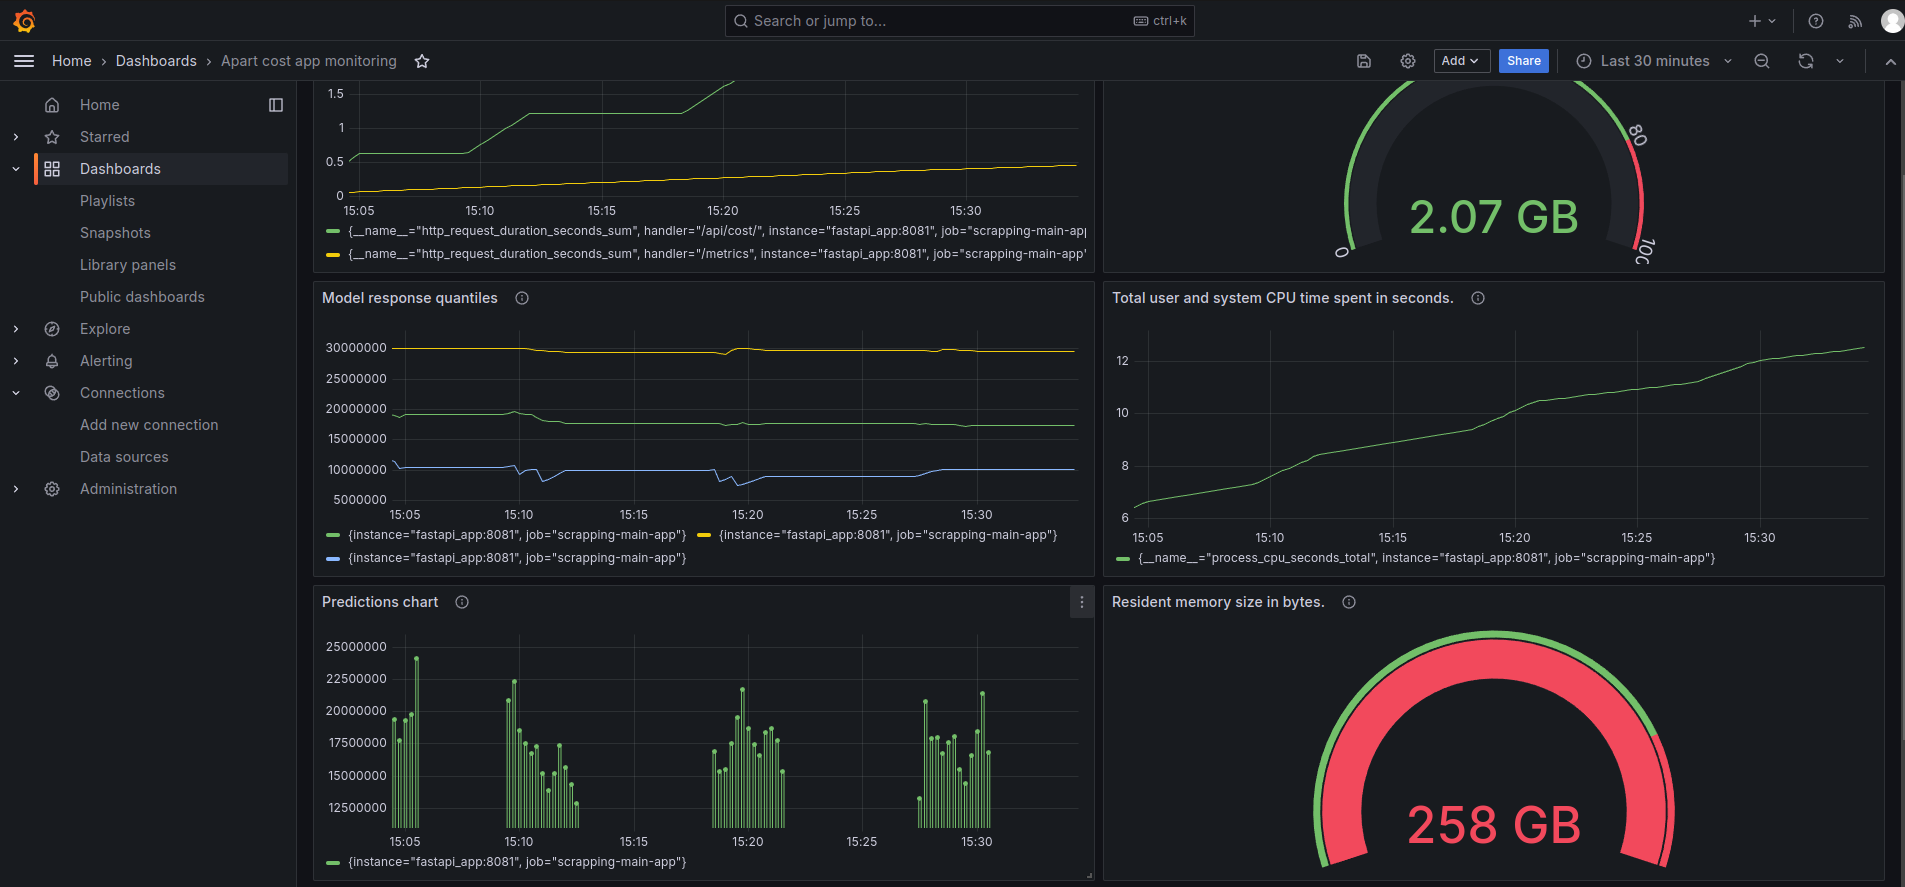 Search or jump to...
ctrl+k
Home › Dashboards › Apart cost app monitoring
Add
Share
Last 30 minutes
Home
Starred
Dashboards
Playlists
Snapshots
Library panels
Public dashboards
Explore
Alerting
Connections
Add new connection
Data sources
Administration
1.5
1
0.5
0
15:05 15:10 15:15 15:20 15:25 15:30
{__name__="http_request_duration_seconds_sum", handler="/api/cost/", instance="fastapi_app:8081", job="scrapping-main-app
{__name__="http_request_duration_seconds_sum", handler="/metrics", instance="fastapi_app:8081", job="scrapping-main-app"
80
2.07 GB
0
100
Model response quantiles
30000000
25000000
20000000
15000000
10000000
5000000
15:05 15:10 15:15 15:20 15:25 15:30
{instance="fastapi_app:8081", job="scrapping-main-app"} {instance="fastapi_app:8081", job="scrapping-main-app"}
{instance="fastapi_app:8081", job="scrapping-main-app"}
Total user and system CPU time spent in seconds.
12
10
8
6
15:05 15:10 15:15 15:20 15:25 15:30
{__name__="process_cpu_seconds_total", instance="fastapi_app:8081", job="scrapping-main-app"}
Predictions chart
25000000
22500000
20000000
17500000
15000000
12500000
15:05 15:10 15:15 15:20 15:25 15:30
{instance="fastapi_app:8081", job="scrapping-main-app"}
Resident memory size in bytes.
258 GB